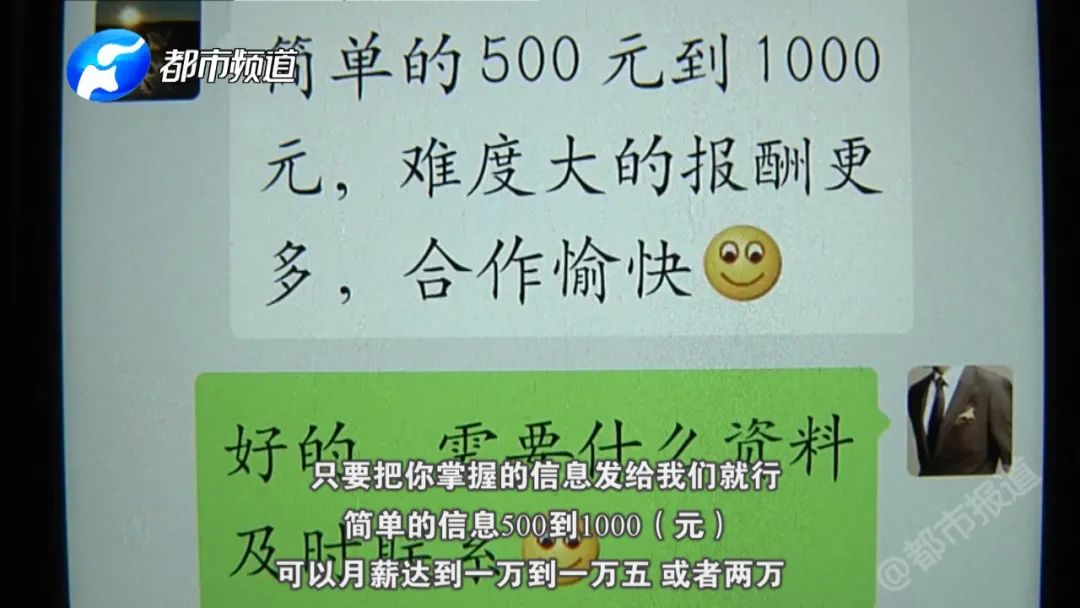 都市频道
简单的500元到1000
元，难度大的报酬更
多，合作愉快
好的，需要什么资料
及时联系
只要把你掌握的信息发给我们就行
简单的信息500到1000（元）
可以月薪达到一万到一万五 或者两万
@都市报道